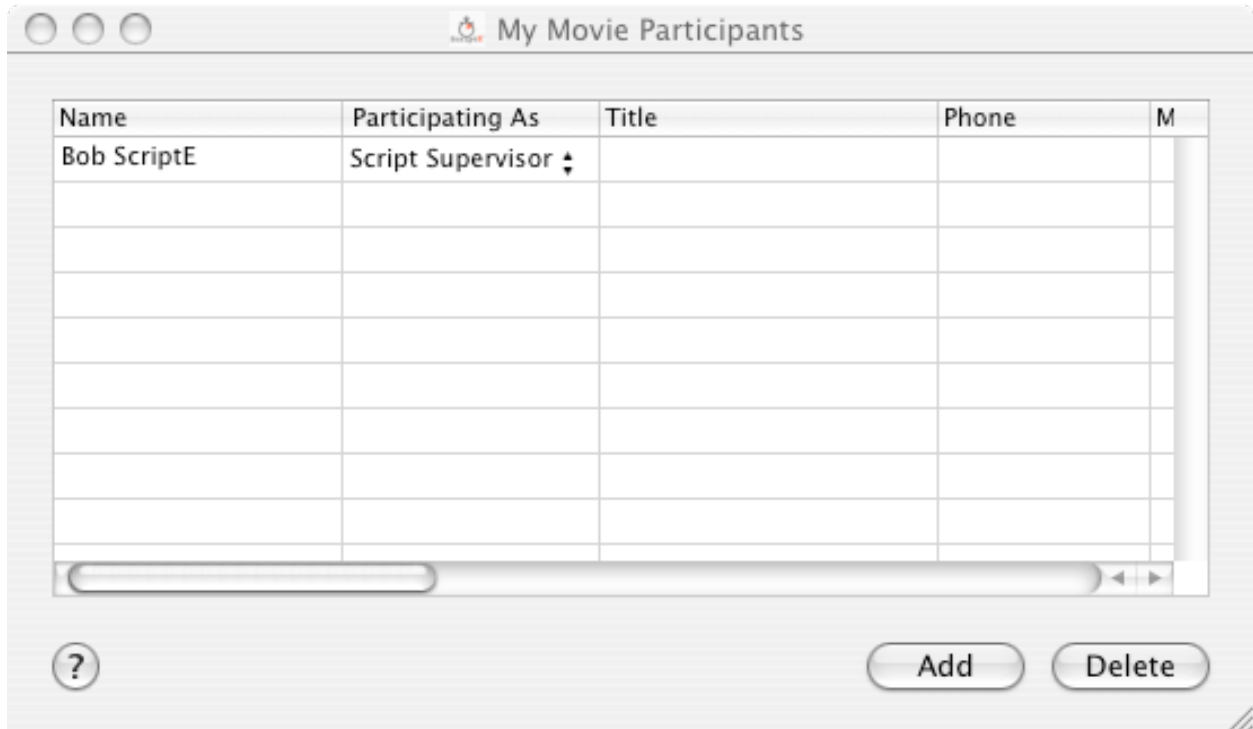 My Movie Participants
Name Participating As Title Phone M
Bob ScriptE Script Supervisor
? Add Delete